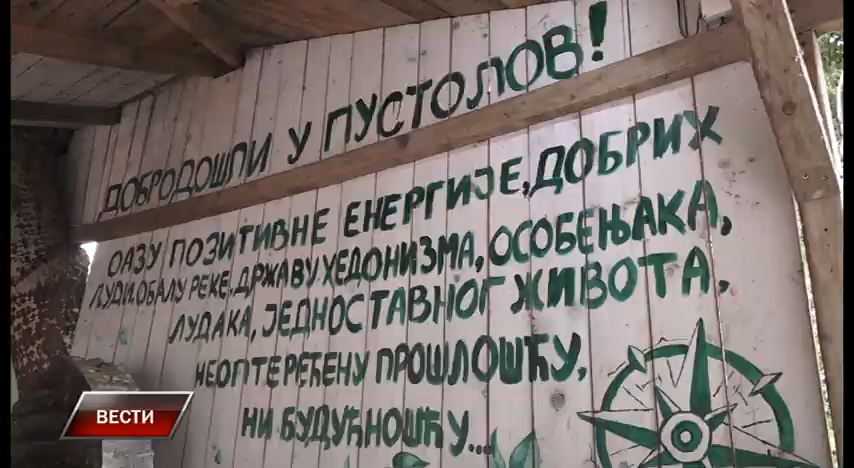 ДОБРОДОШЛИ У ПУСТОЛОВ!
ОАЗУ ПОЗИТИВНЕ ЕНЕРГИЈЕ, ДОБРИХ
ЉУДИ, ОБАЛУ РЕКЕ, ДРЖАВУ ХЕДОНИЗМА, ОСОБЕЊАКА,
ЛУДАКА, ЈЕДНОСТАВНОГ ЖИВОТА,
НЕОПТЕРЕЂЕНУ ПРОШЛОШЋУ,
НИ БУДУЋНОШЋУ...
ВЕСТИ